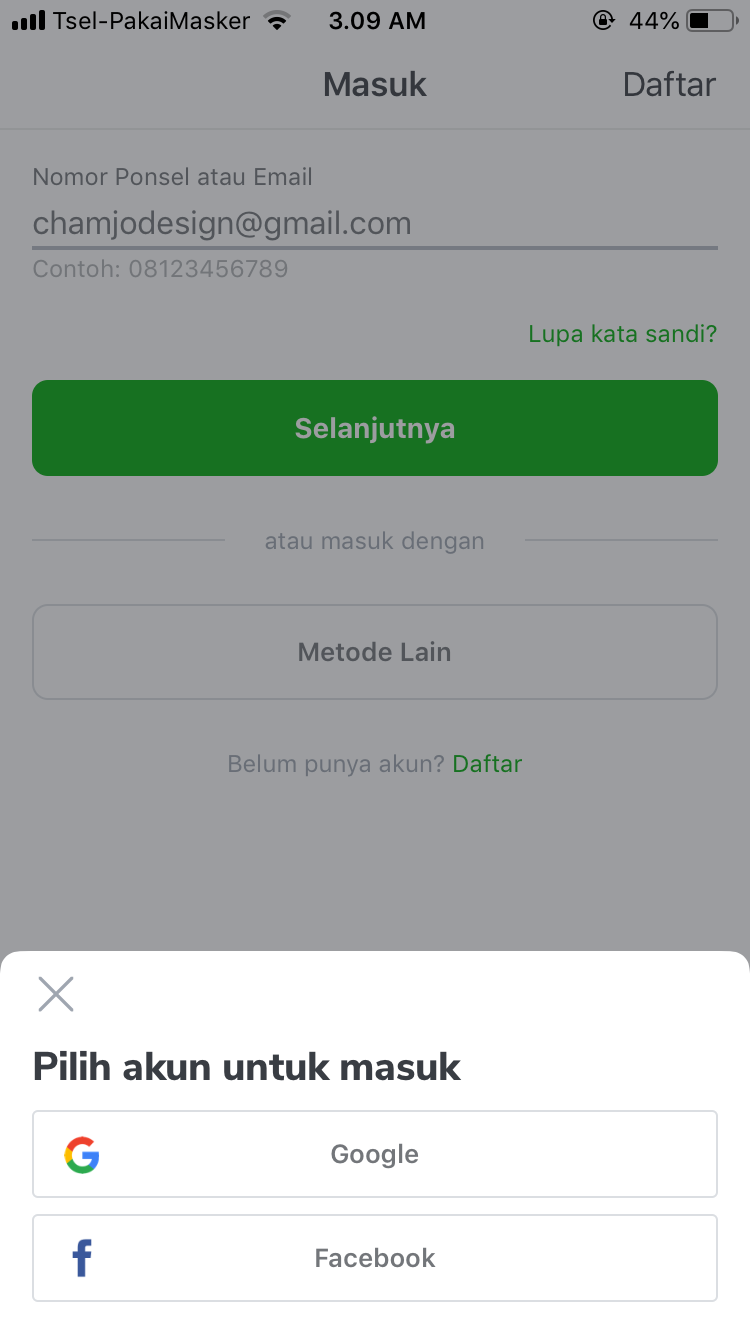 Tsel-PakaiMasker 3.09 AM 44%
Masuk Daftar
Nomor Ponsel atau Email
chamjodesign@gmail.com
Contoh: 08123456789
Lupa kata sandi?
Selanjutnya
atau masuk dengan
Metode Lain
Belum punya akun? Daftar
Pilih akun untuk masuk
Google
Facebook